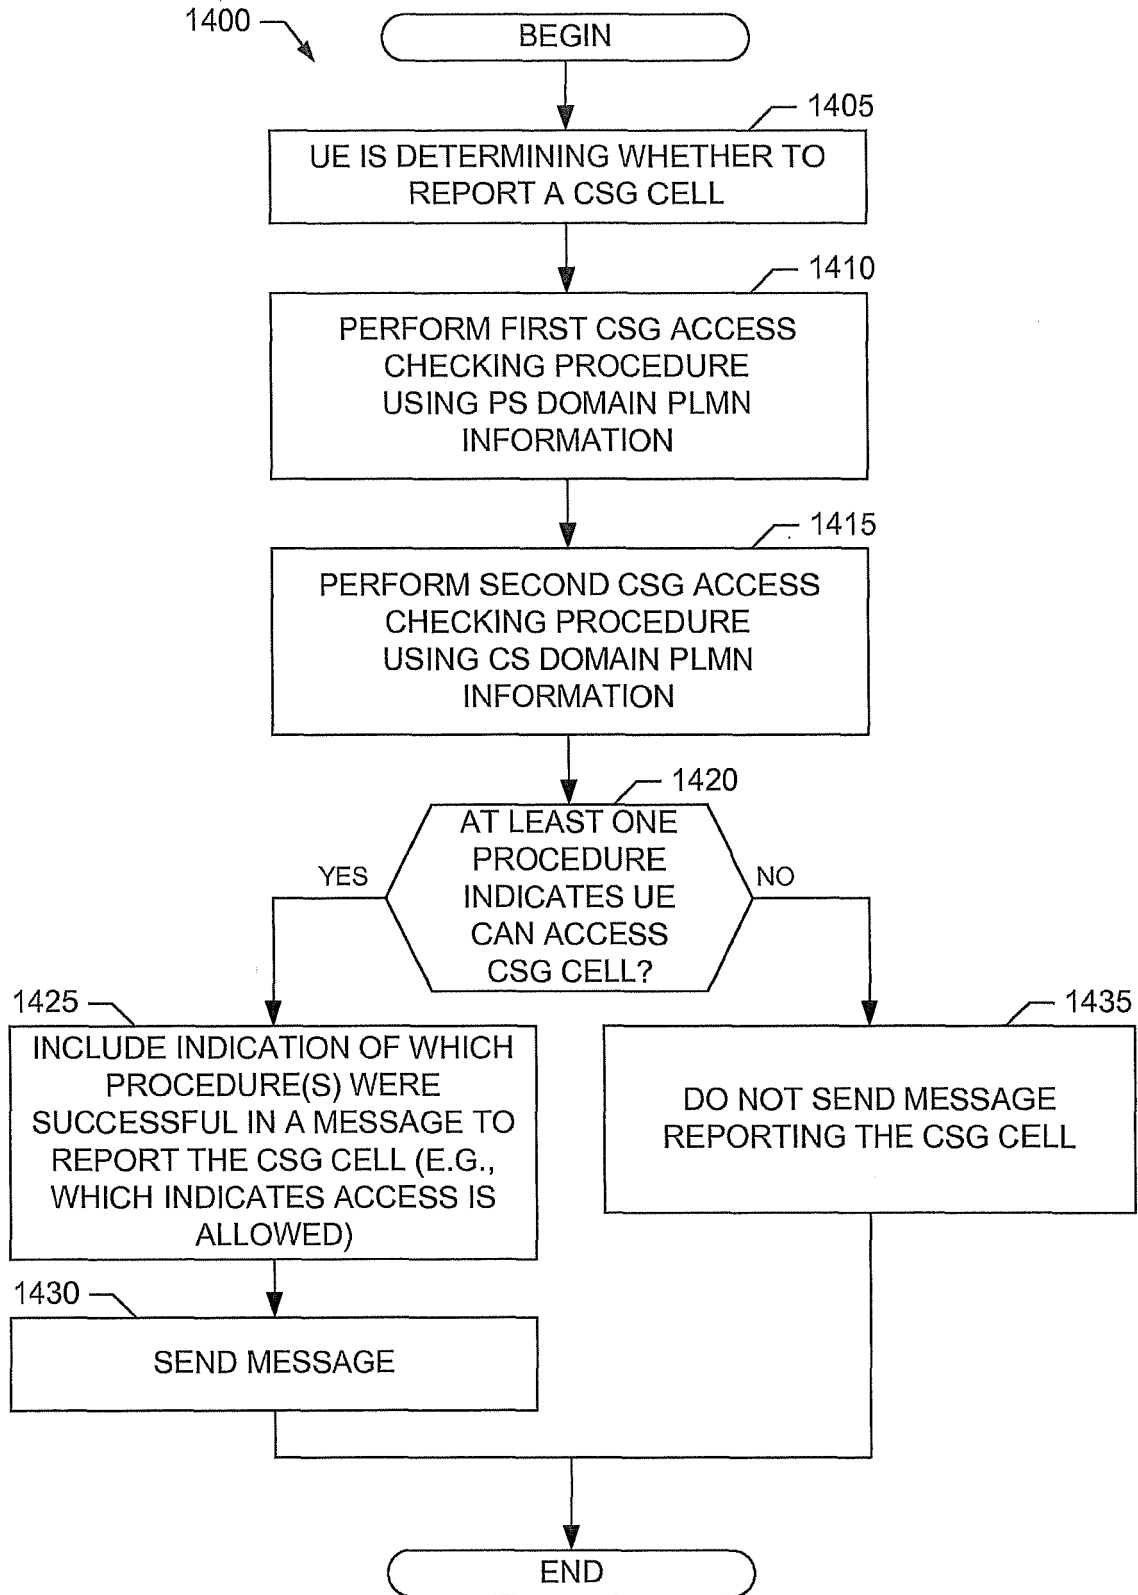 1400
BEGIN
1405
UE IS DETERMINING WHETHER TO
REPORT A CSG CELL
1410
PERFORM FIRST CSG ACCESS
CHECKING PROCEDURE
USING PS DOMAIN PLMN
INFORMATION
1415
PERFORM SECOND CSG ACCESS
CHECKING PROCEDURE
USING CS DOMAIN PLMN
INFORMATION
1420
AT LEAST ONE
PROCEDURE
INDICATES UE
CAN ACCESS
CSG CELL?
YES
NO
1425
INCLUDE INDICATION OF WHICH
PROCEDURE(S) WERE
SUCCESSFUL IN A MESSAGE TO
REPORT THE CSG CELL (E.G.,
WHICH INDICATES ACCESS IS
ALLOWED)
1435
DO NOT SEND MESSAGE
REPORTING THE CSG CELL
1430
SEND MESSAGE
END